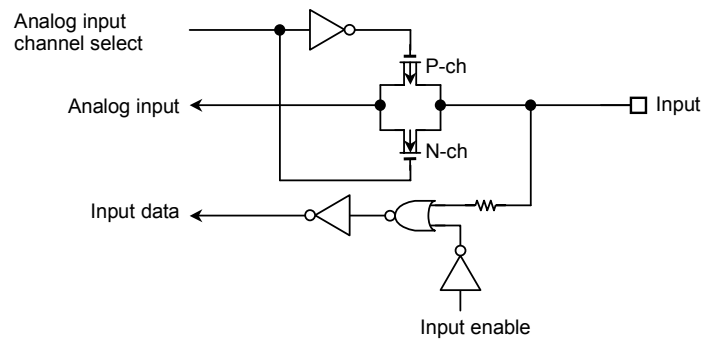 Analog input
channel select
P-ch
Analog input
Input
N-ch
Input data
Input enable